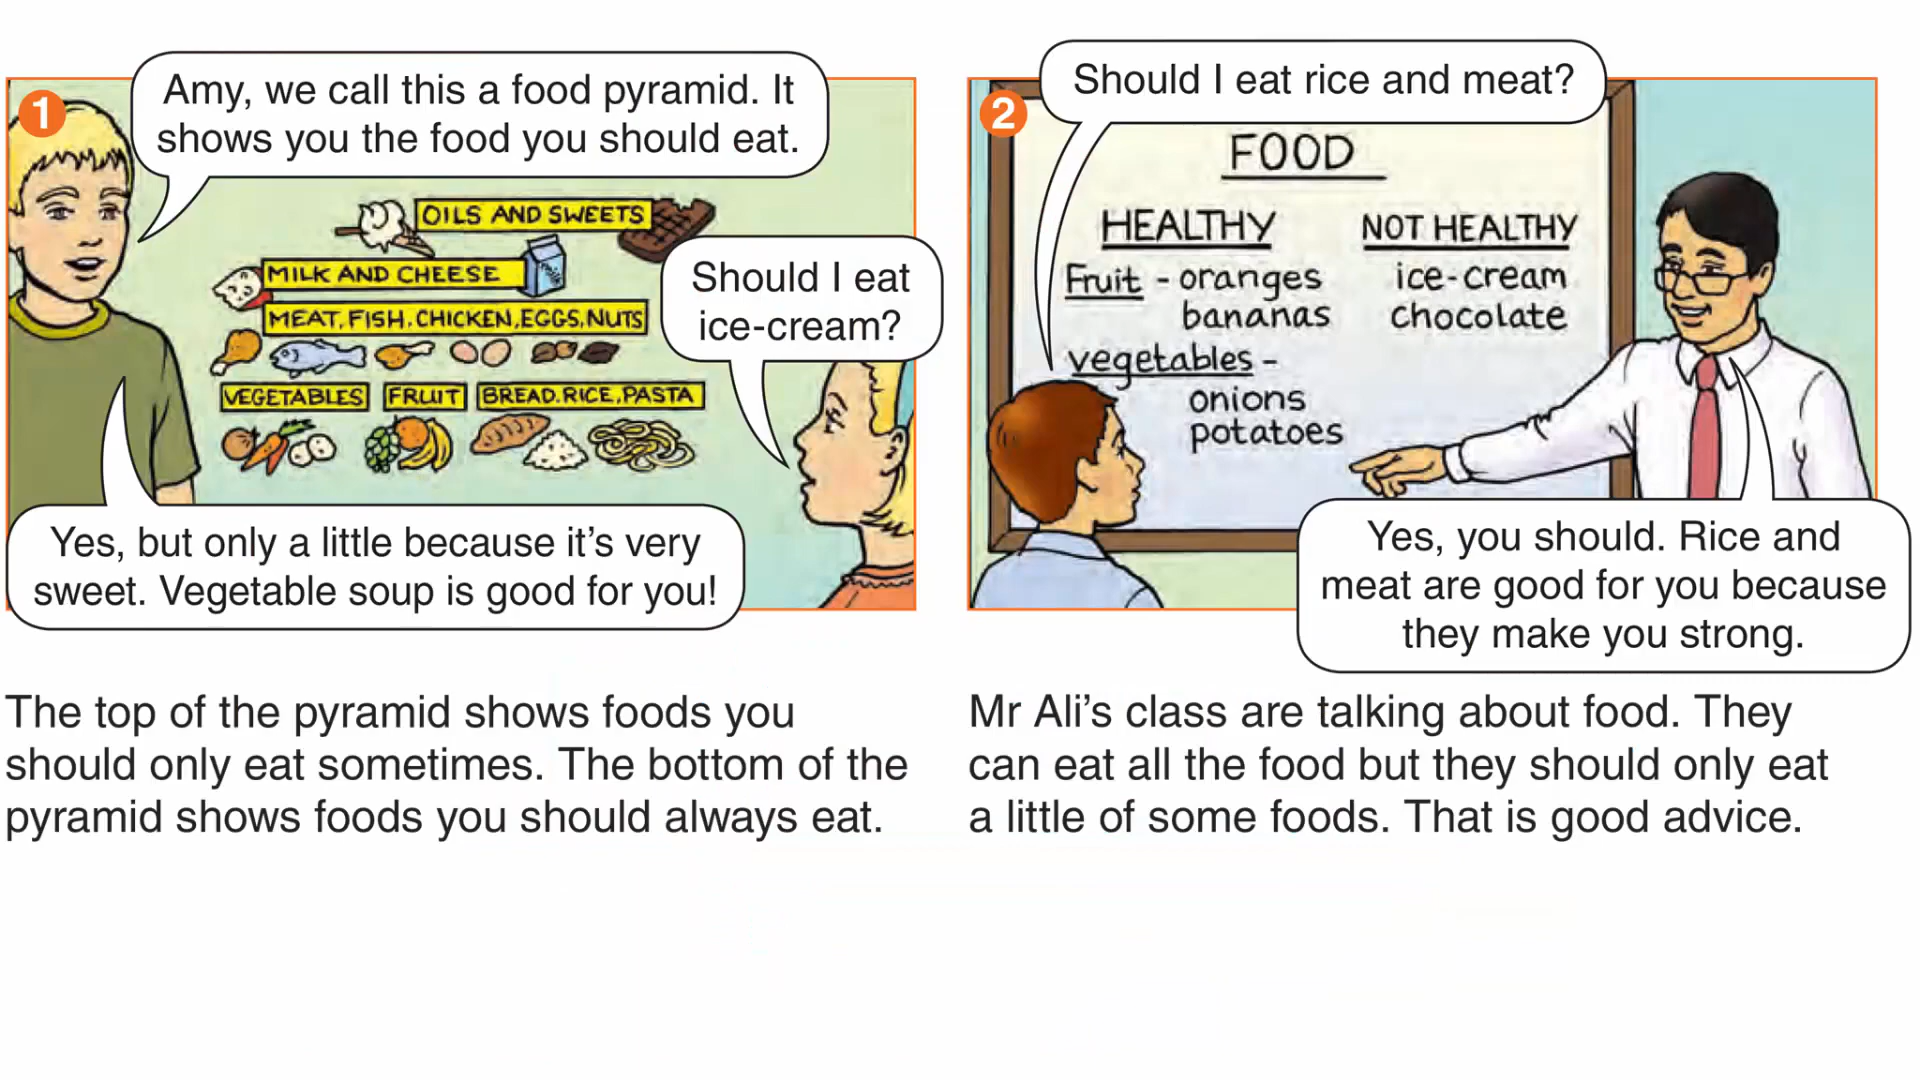 1
Amy, we call this a food pyramid. It
shows you the food you should eat.
OILS AND SWEETS
MILK AND CHEESE
MEAT, FISH, CHICKEN, EGGS, NUTS
VEGETABLES
FRUIT
BREAD, RICE, PASTA
Should I eat
ice-cream?
Yes, but only a little because it's very
sweet. Vegetable soup is good for you!
The top of the pyramid shows foods you
should only eat sometimes. The bottom of the
pyramid shows foods you should always eat.
2
Should I eat rice and meat?
FOOD
HEALTHY
Fruit - oranges
bananas
vegetables -
onions
potatoes
NOT HEALTHY
ice-cream
chocolate
Yes, you should. Rice and
meat are good for you because
they make you strong.
Mr Ali's class are talking about food. They
can eat all the food but they should only eat
a little of some foods. That is good advice.